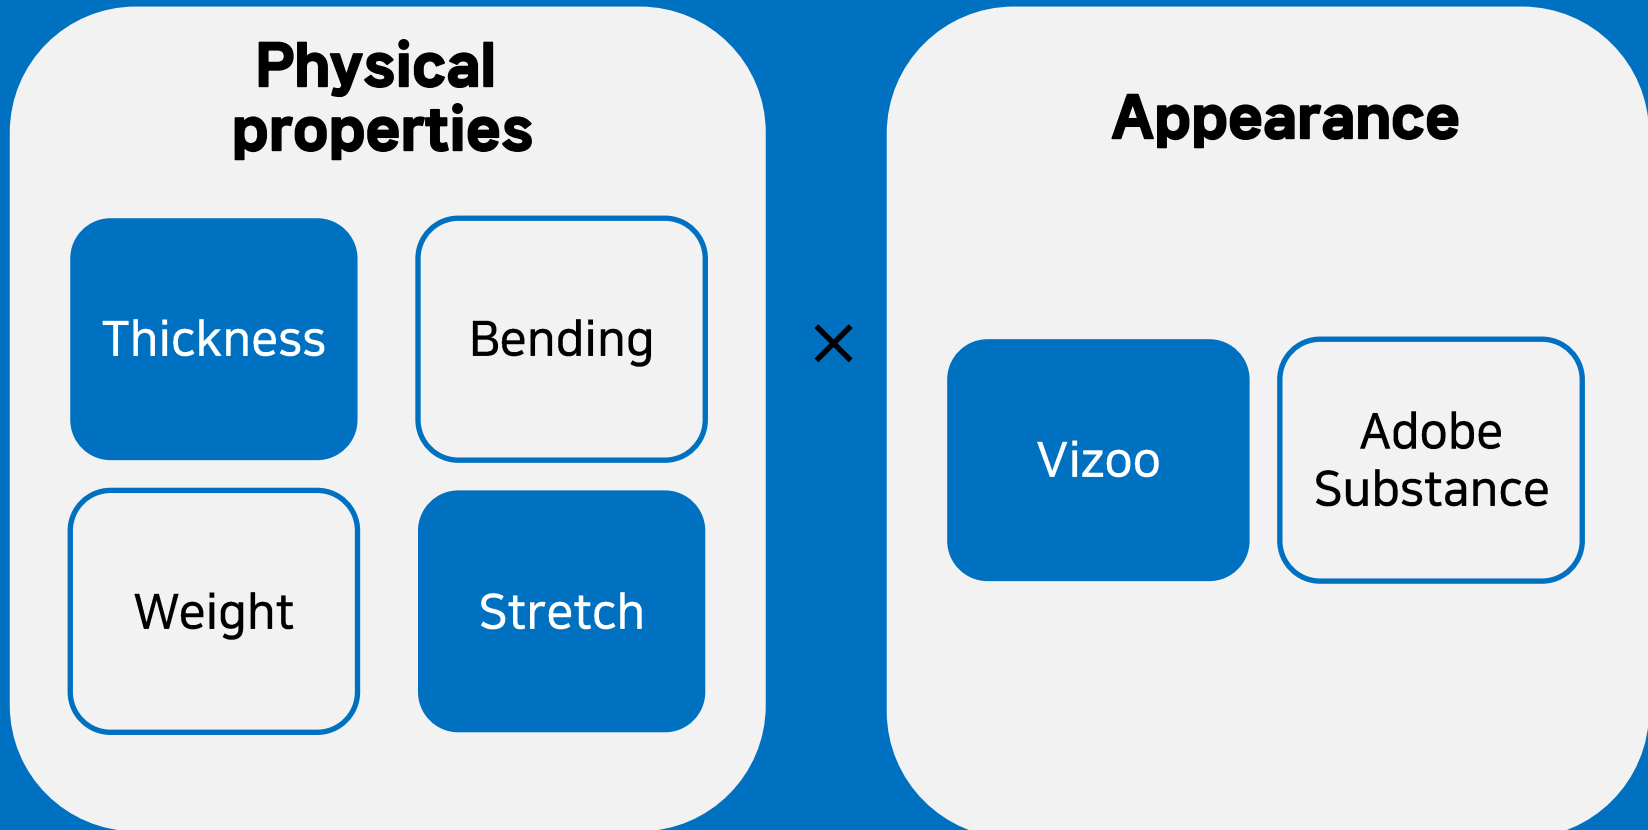 Physical
properties
Thickness
Bending
Weight
Stretch
×
Appearance
Vizoo
Adobe
Substance